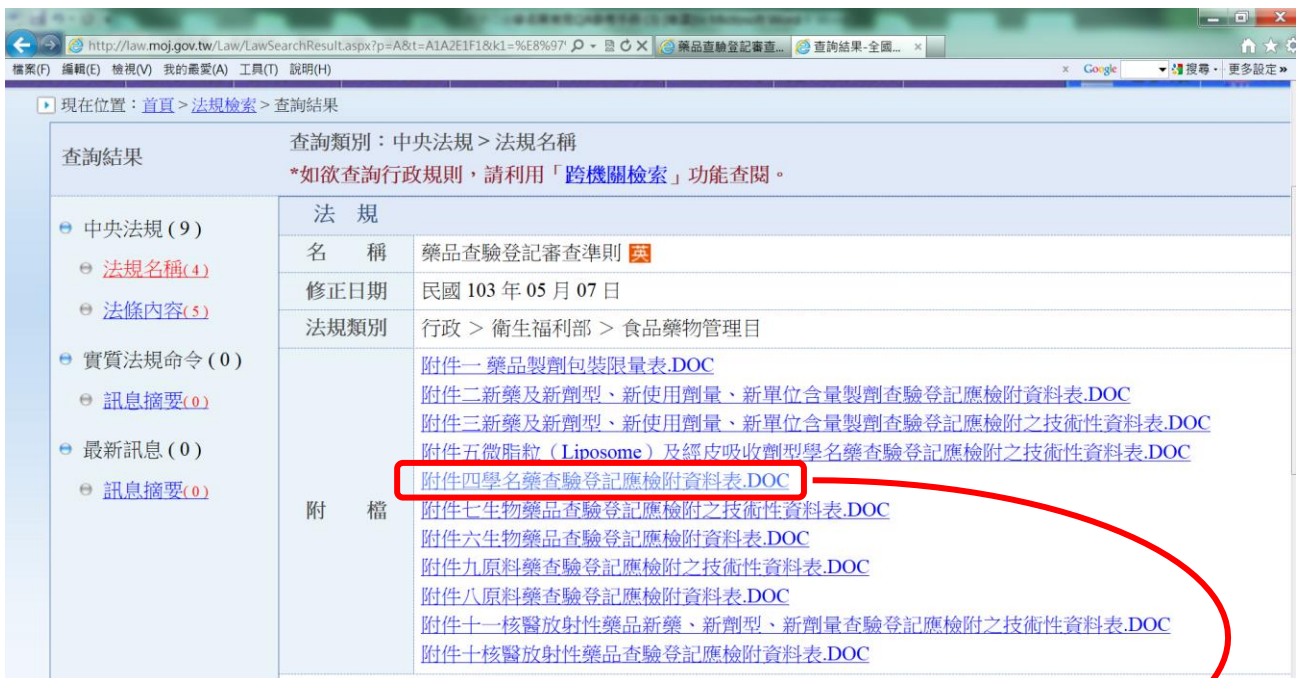 http://law.moj.gov.tw/Law/LawSearchResult.aspx?p=A&t=A1A2E1F1&k1=%E8%97'
藥品查驗登記審查...
查詢結果-全國...
檔案(F) 編輯(E) 檢視(V) 我的最愛(A) 工具(T) 說明(H)
x Google 搜尋 更多設定»
現在位置：首頁 > 法規檢索 > 查詢結果
查詢結果
查詢類別：中央法規 > 法規名稱
*如欲查詢行政規則，請利用「跨機關檢索」功能查閱。
中央法規 ( 9 )
法規名稱(4)
法條內容(5)
實質法規命令 ( 0 )
訊息摘要(0)
最新訊息 ( 0 )
訊息摘要(0)
法 規
名 稱 藥品查驗登記審查準則 英
修正日期 民國 103 年 05 月 07 日
法規類別 行政 > 衛生福利部 > 食品藥物管理目
附 檔
附件一 藥品製劑包裝限量表.DOC
附件二新藥及新劑型、新使用劑量、新單位含量製劑查驗登記應檢附資料表.DOC
附件三新藥及新劑型、新使用劑量、新單位含量製劑查驗登記應檢附之技術性資料表.DOC
附件五微脂粒（Liposome）及經皮吸收劑型學名藥查驗登記應檢附之技術性資料表.DOC
附件四學名藥查驗登記應檢附資料表.DOC
附件七生物藥品查驗登記應檢附之技術性資料表.DOC
附件六生物藥品查驗登記應檢附資料表.DOC
附件九原料藥查驗登記應檢附之技術性資料表.DOC
附件八原料藥查驗登記應檢附資料表.DOC
附件十一核醫放射性藥品新藥、新劑型、新劑量查驗登記應檢附之技術性資料表.DOC
附件十核醫放射性藥品查驗登記應檢附資料表.DOC